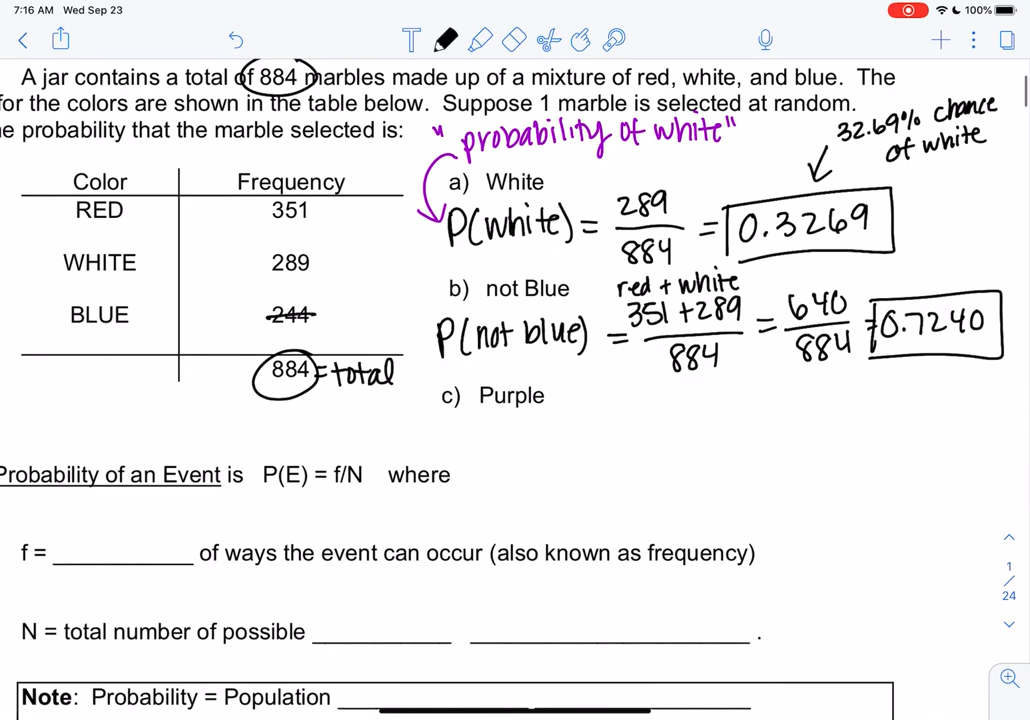 7:16 AM Wed Sep 23
100%
A jar contains a total of 884 marbles made up of a mixture of red, white, and blue. The
for the colors are shown in the table below. Suppose 1 marble is selected at random.
e probability that the marble selected is:
"probability of white"
32.69% chance
of white
Color Frequency
RED 351
WHITE 289
BLUE 244
884 = total
a) White
P(white) = 289/884 = 0.3269
b) not Blue
red + white
P(not blue) = 351 + 289/884 = 640/884 = 0.7240
c) Purple
Probability of an Event is P(E) = f/N where
f = __________ of ways the event can occur (also known as frequency)
N = total number of possible __________ ____________________ .
Note: Probability = Population ____________________
1
/
24